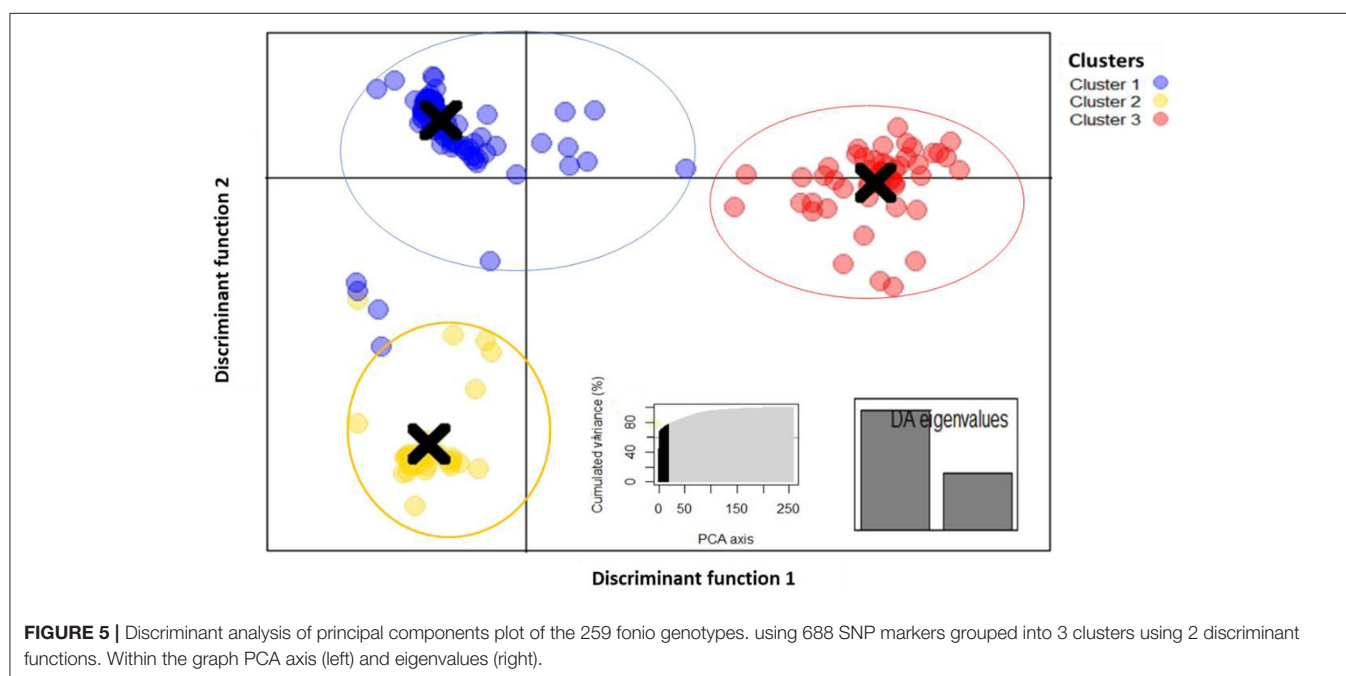 Clusters
Cluster 1
Cluster 2
Cluster 3
Discriminant function 2
Cumulated variance (%)
80
40
0
0 50 150 250
PCA axis
DA eigenvalues
Discriminant function 1
FIGURE 5 | Discriminant analysis of principal components plot of the 259 fonio genotypes. using 688 SNP markers grouped into 3 clusters using 2 discriminant
functions. Within the graph PCA axis (left) and eigenvalues (right).